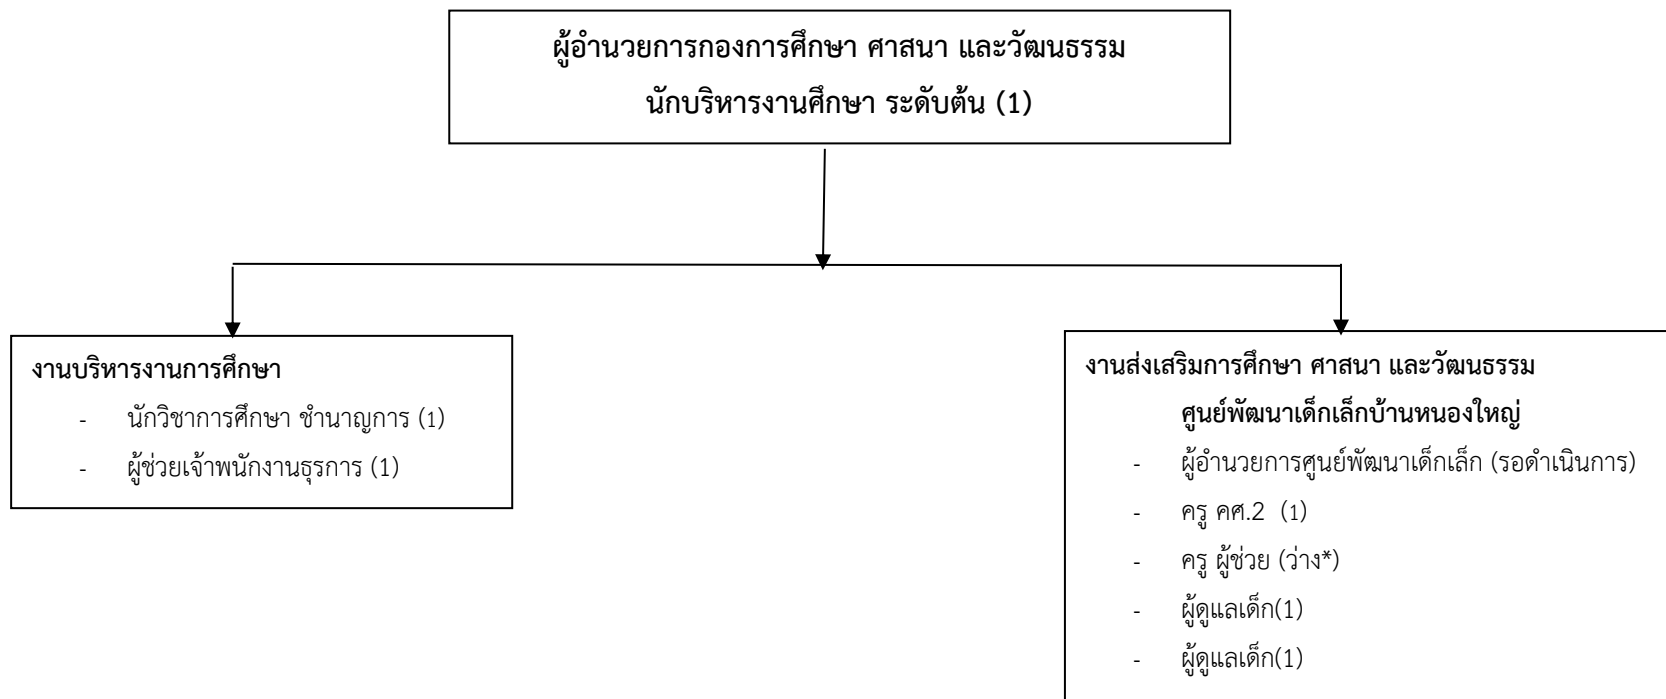 ผู้อำนวยการกองการศึกษา ศาสนา และวัฒนธรรม
นักบริหารงานศึกษา ระดับต้น (1)
งานบริหารงานการศึกษา
- นักวิชาการศึกษา ชำนาญการ (1)
- ผู้ช่วยเจ้าพนักงานธุรการ (1)
งานส่งเสริมการศึกษา ศาสนา และวัฒนธรรม
ศูนย์พัฒนาเด็กเล็กบ้านหนองใหญ่
- ผู้อำนวยการศูนย์พัฒนาเด็กเล็ก (รอดำเนินการ)
- ครู คศ.2 (1)
- ครู ผู้ช่วย (ว่าง*)
- ผู้ดูแลเด็ก(1)
- ผู้ดูแลเด็ก(1)